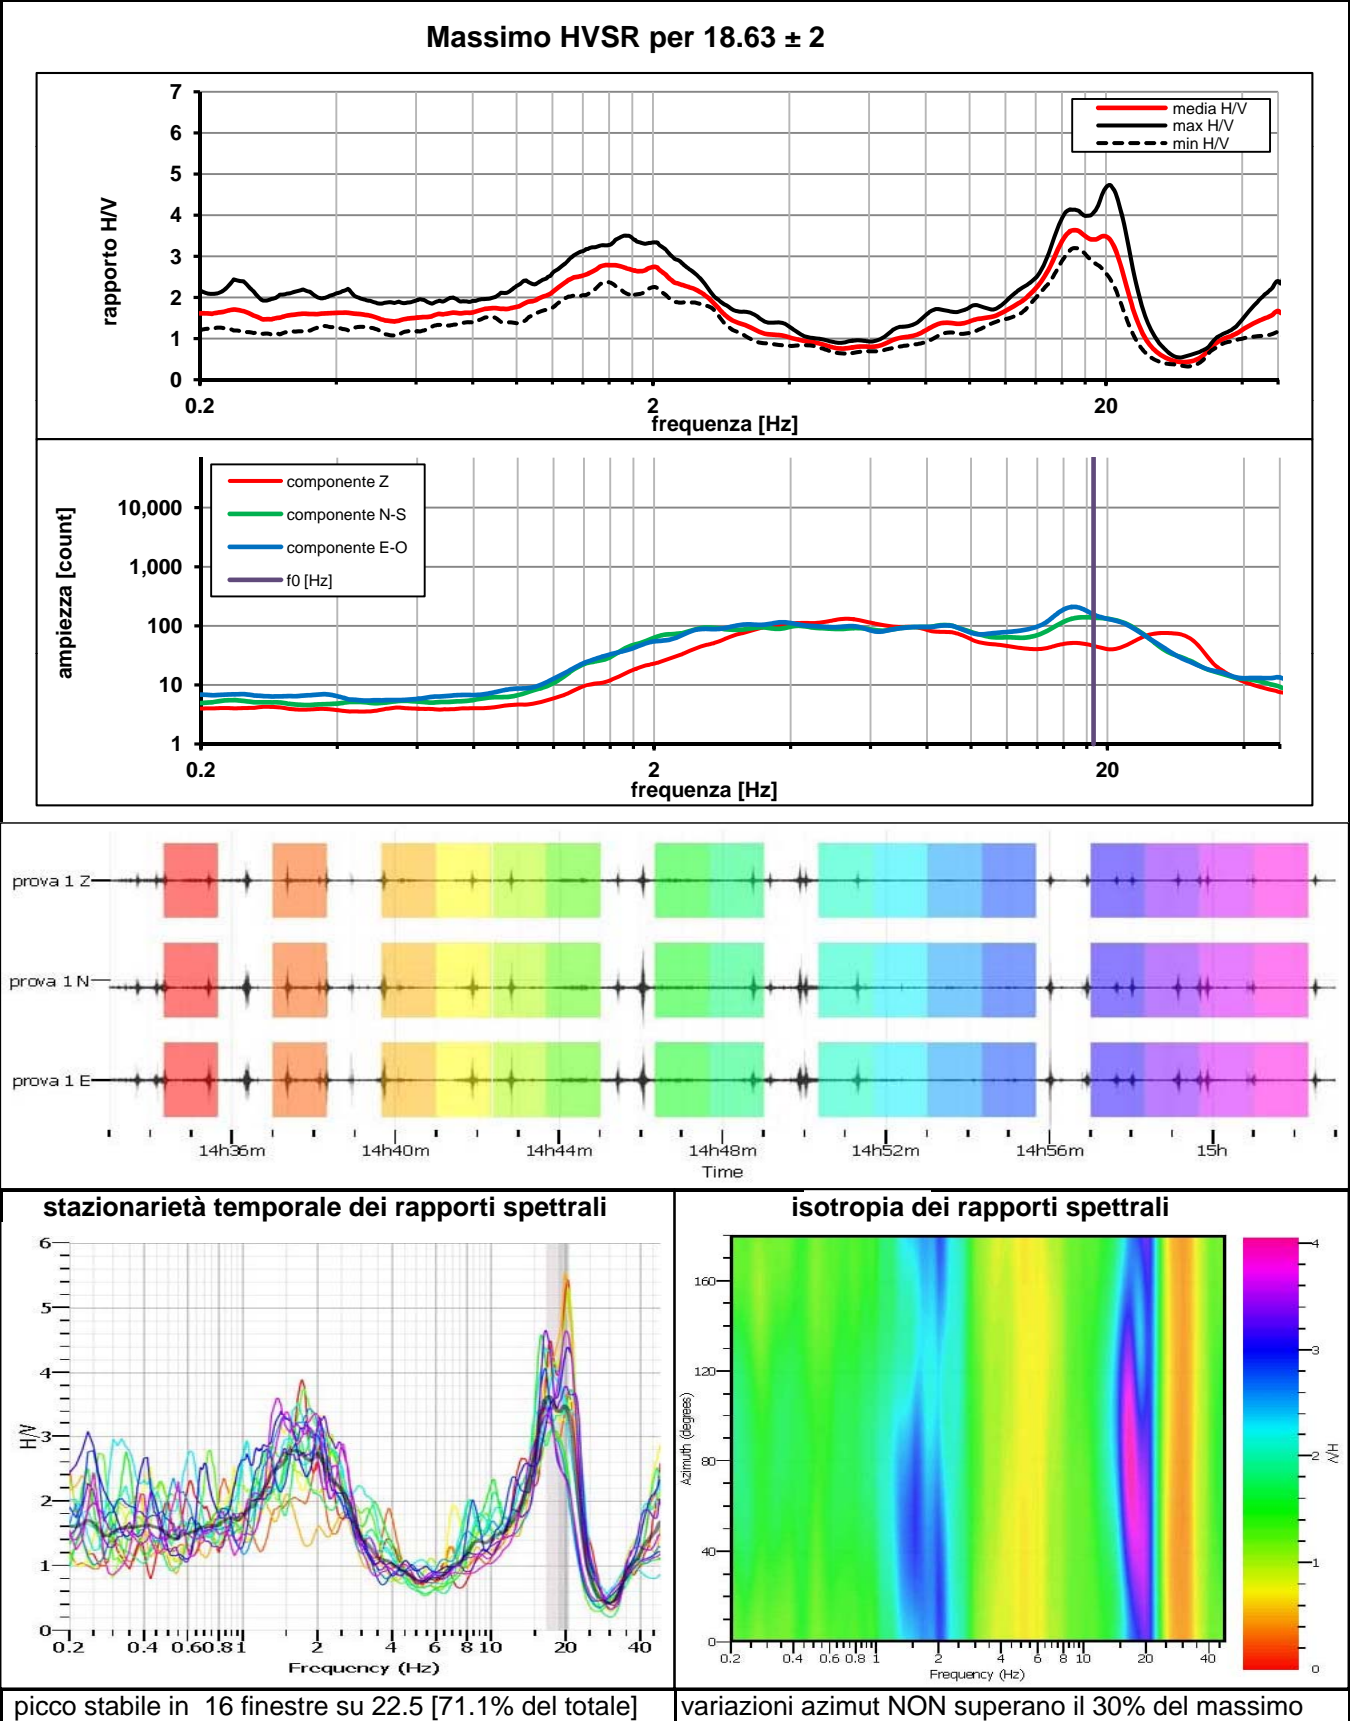 Massimo HVSR per 18.63 ± 2
7
6
5
4
3
2
1
0
rapporto H/V
media H/V
max H/V
min H/V
0.2
2
20
frequenza [Hz]
10,000
1,000
100
10
1
ampiezza [count]
componente Z
componente N-S
componente E-O
f0 [Hz]
0.2
2
20
frequenza [Hz]
prova 1 Z
prova 1 N
prova 1 E
14h36m
14h40m
14h44m
14h48m
14h52m
14h56m
15h
Time
stazionarietà temporale dei rapporti spettrali
6
5
4
3
2
1
0
H/V
0.2
0.4
0.6
0.8
1
2
4
6
8
10
20
40
Frequency (Hz)
isotropia dei rapporti spettrali
160
120
80
40
0
Azimuth (degrees)
0.2
0.4
0.6
0.8
1
2
4
6
8
10
20
40
Frequency (Hz)
4
3
2
1
0
H/V
picco stabile in 16 finestre su 22.5 [71.1% del totale]
variazioni azimut NON superano il 30% del massimo